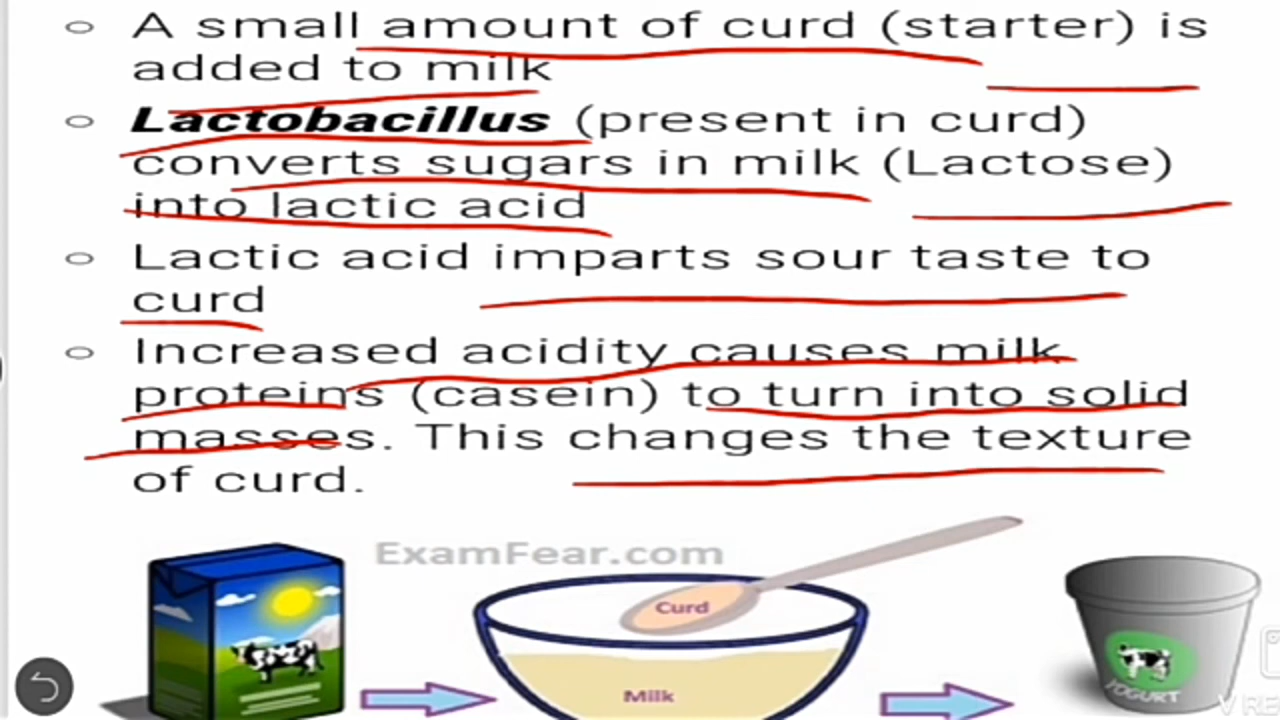 A small amount of curd (starter) is
added to milk
Lactobacillus (present in curd)
converts sugars in milk (Lactose)
into lactic acid
Lactic acid imparts sour taste to
curd
Increased acidity causes milk
proteins (casein) to turn into solid
masses. This changes the texture
of curd.
ExamFear.com
Curd
Milk
YOGURT